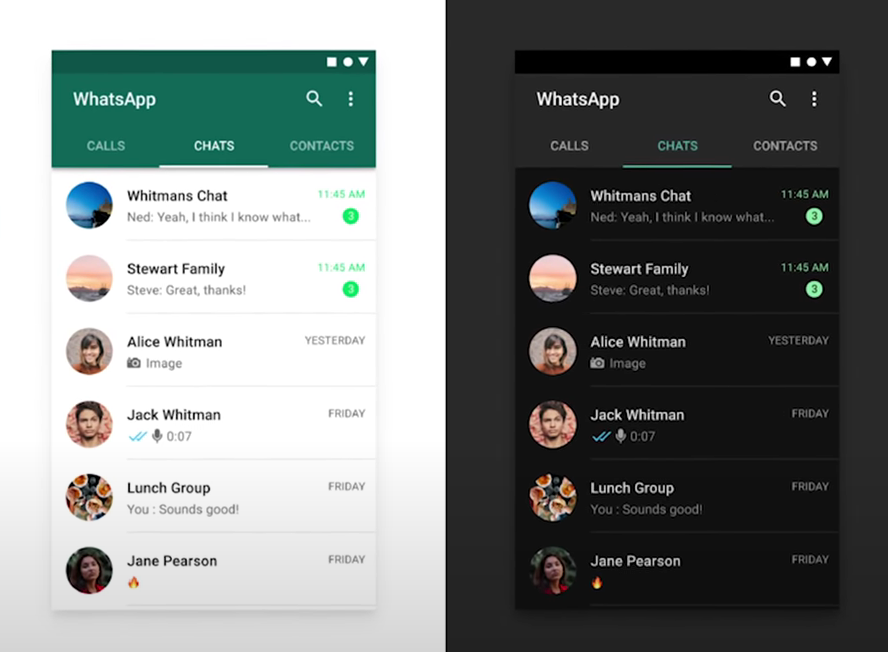 WhatsApp
CALLS CHATS CONTACTS
Whitmans Chat 11:45 AM
Ned: Yeah, I think I know what... 3
Stewart Family 11:45 AM
Steve: Great, thanks! 3
Alice Whitman YESTERDAY
Image
Jack Whitman FRIDAY
0:07
Lunch Group FRIDAY
You : Sounds good!
Jane Pearson FRIDAY
WhatsApp
CALLS CHATS CONTACTS
Whitmans Chat 11:45 AM
Ned: Yeah, I think I know what... 3
Stewart Family 11:45 AM
Steve: Great, thanks! 3
Alice Whitman YESTERDAY
Image
Jack Whitman FRIDAY
0:07
Lunch Group FRIDAY
You : Sounds good!
Jane Pearson FRIDAY